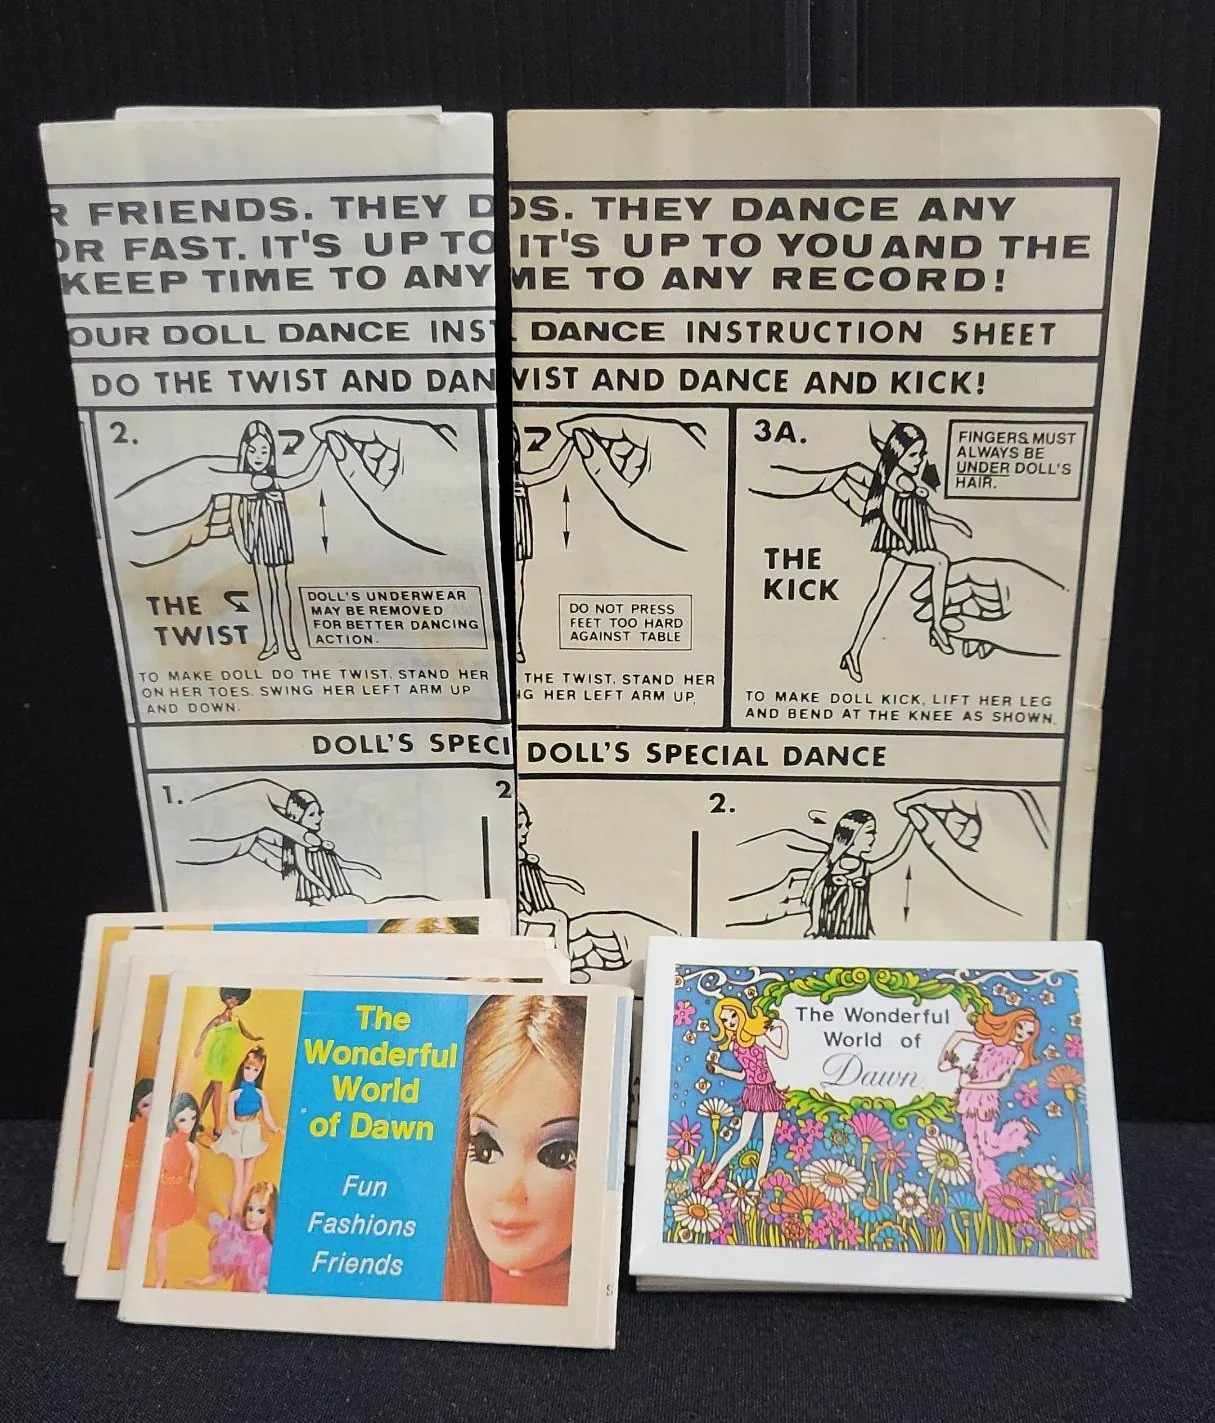 R FRIENDS. THEY D
OR FAST. IT'S UP TO
KEEP TIME TO ANY
OUR DOLL DANCE INST
DO THE TWIST AND DAN
2.
THE
TWIST
DOLL'S UNDERWEAR
MAY BE REMOVED
FOR BETTER DANCING
ACTION.
TO MAKE DOLL DO THE TWIST, STAND HER
ON HER TOES. SWING HER LEFT ARM UP
AND DOWN.
DOLL'S SPECI
1.
2
DS. THEY DANCE ANY
IT'S UP TO YOU AND THE
ME TO ANY RECORD!
L DANCE INSTRUCTION SHEET
WIST AND DANCE AND KICK!
DO NOT PRESS
FEET TOO HARD
AGAINST TABLE
THE TWIST, STAND HER
NG HER LEFT ARM UP,
3A.
FINGERS MUST
ALWAYS BE
UNDER DOLL'S
HAIR.
THE
KICK
TO MAKE DOLL KICK, LIFT HER LEG
AND BEND AT THE KNEE AS SHOWN.
DOLL'S SPECIAL DANCE
2.
The
Wonderful
World
of Dawn
Fun
Fashions
Friends
The Wonderful
World of
Dawn